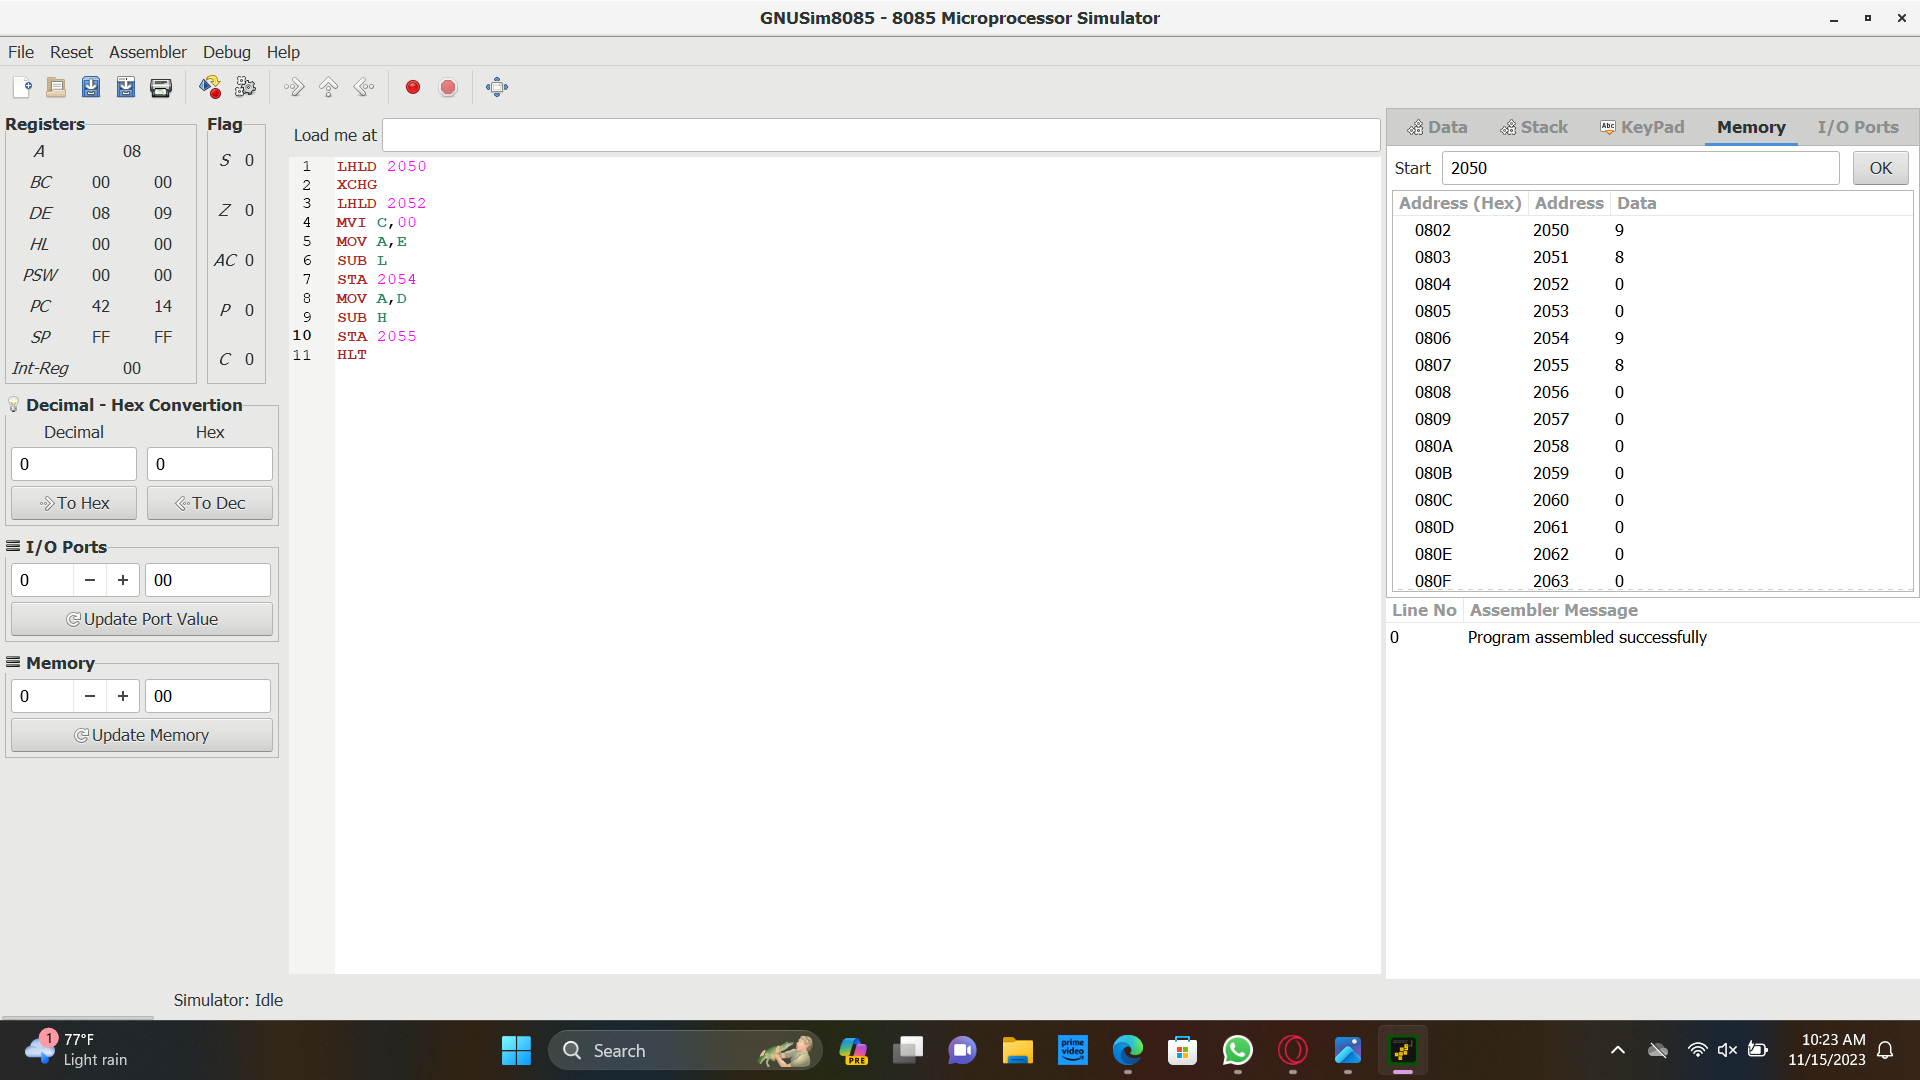 GNUSim8085 - 8085 Microprocessor Simulator
File Reset Assembler Debug Help
Registers
A 08
BC 00 00
DE 08 09
HL 00 00
PSW 00 00
PC 42 14
SP FF FF
Int-Reg 00
Flag
S 0
Z 0
AC 0
P 0
C 0
Decimal - Hex Convertion
Decimal Hex
0 0
To Hex To Dec
I/O Ports
0 − + 00
Update Port Value
Memory
0 − + 00
Update Memory
Load me at
1 LHLD 2050
2 XCHG
3 LHLD 2052
4 MVI C,00
5 MOV A,E
6 SUB L
7 STA 2054
8 MOV A,D
9 SUB H
10 STA 2055
11 HLT
Data Stack Abc KeyPad Memory I/O Ports
Start 2050 OK
Address (Hex) Address Data
0802 2050 9
0803 2051 8
0804 2052 0
0805 2053 0
0806 2054 9
0807 2055 8
0808 2056 0
0809 2057 0
080A 2058 0
080B 2059 0
080C 2060 0
080D 2061 0
080E 2062 0
080F 2063 0
Line No Assembler Message
0 Program assembled successfully
Simulator: Idle
1 77°F
Light rain
Search
PRE
prime video
10:23 AM
11/15/2023